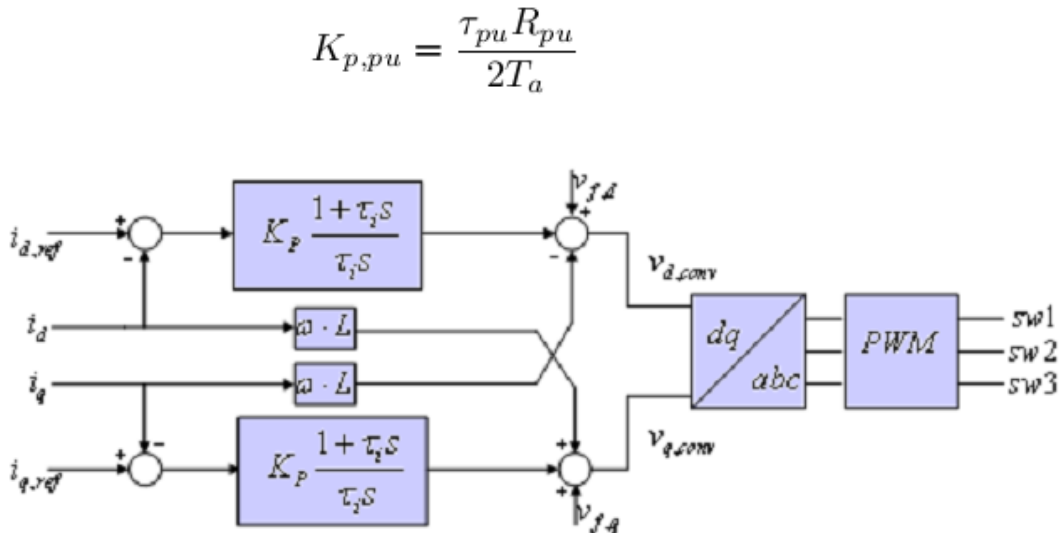 K_{p,pu} = \frac{\tau_{pu} R_{pu}}{2T_a}
v_{f,d}
i_{d,ref} + - K_P \frac{1 + \tau_i s}{\tau_i s} + -
v_{d,conv}
i_d ω · L
dq abc PWM sw1
sw2
sw3
i_q ω · L
v_{q,conv}
i_{q,ref} + - K_P \frac{1 + \tau_i s}{\tau_i s} + +
v_{f,q}